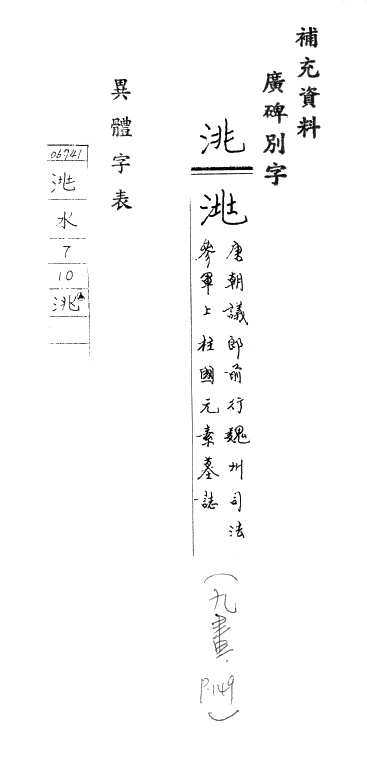 補充資料
廣碑別字
洮
唐朝議郎前行魏州司法
參軍上柱國元素墓誌
(九畫.P.149)
異體字表
06741
水
7
10
洮